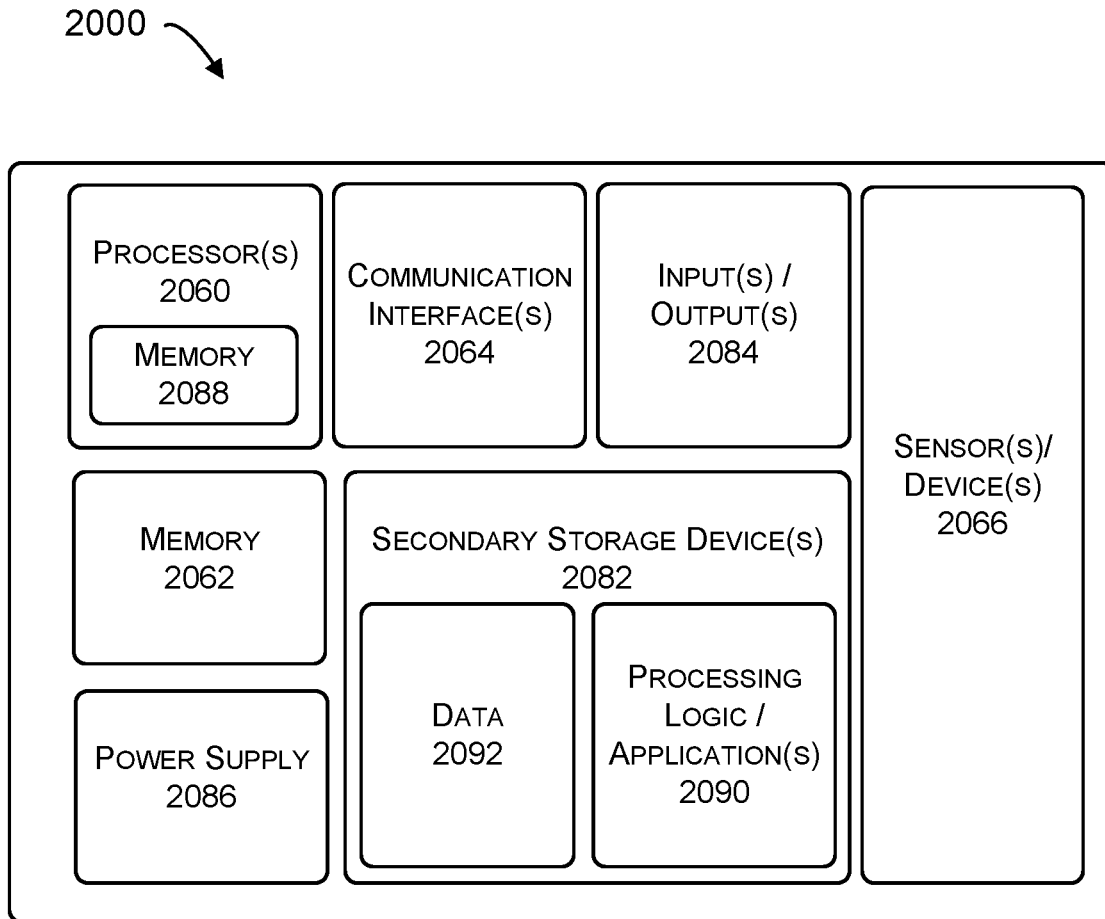 2000
PROCESSOR(S)
2060
MEMORY
2088
COMMUNICATION
INTERFACE(S)
2064
INPUT(S) /
OUTPUT(S)
2084
SENSOR(S)/
DEVICE(S)
2066
MEMORY
2062
SECONDARY STORAGE DEVICE(S)
2082
DATA
2092
PROCESSING
LOGIC /
APPLICATION(S)
2090
POWER SUPPLY
2086